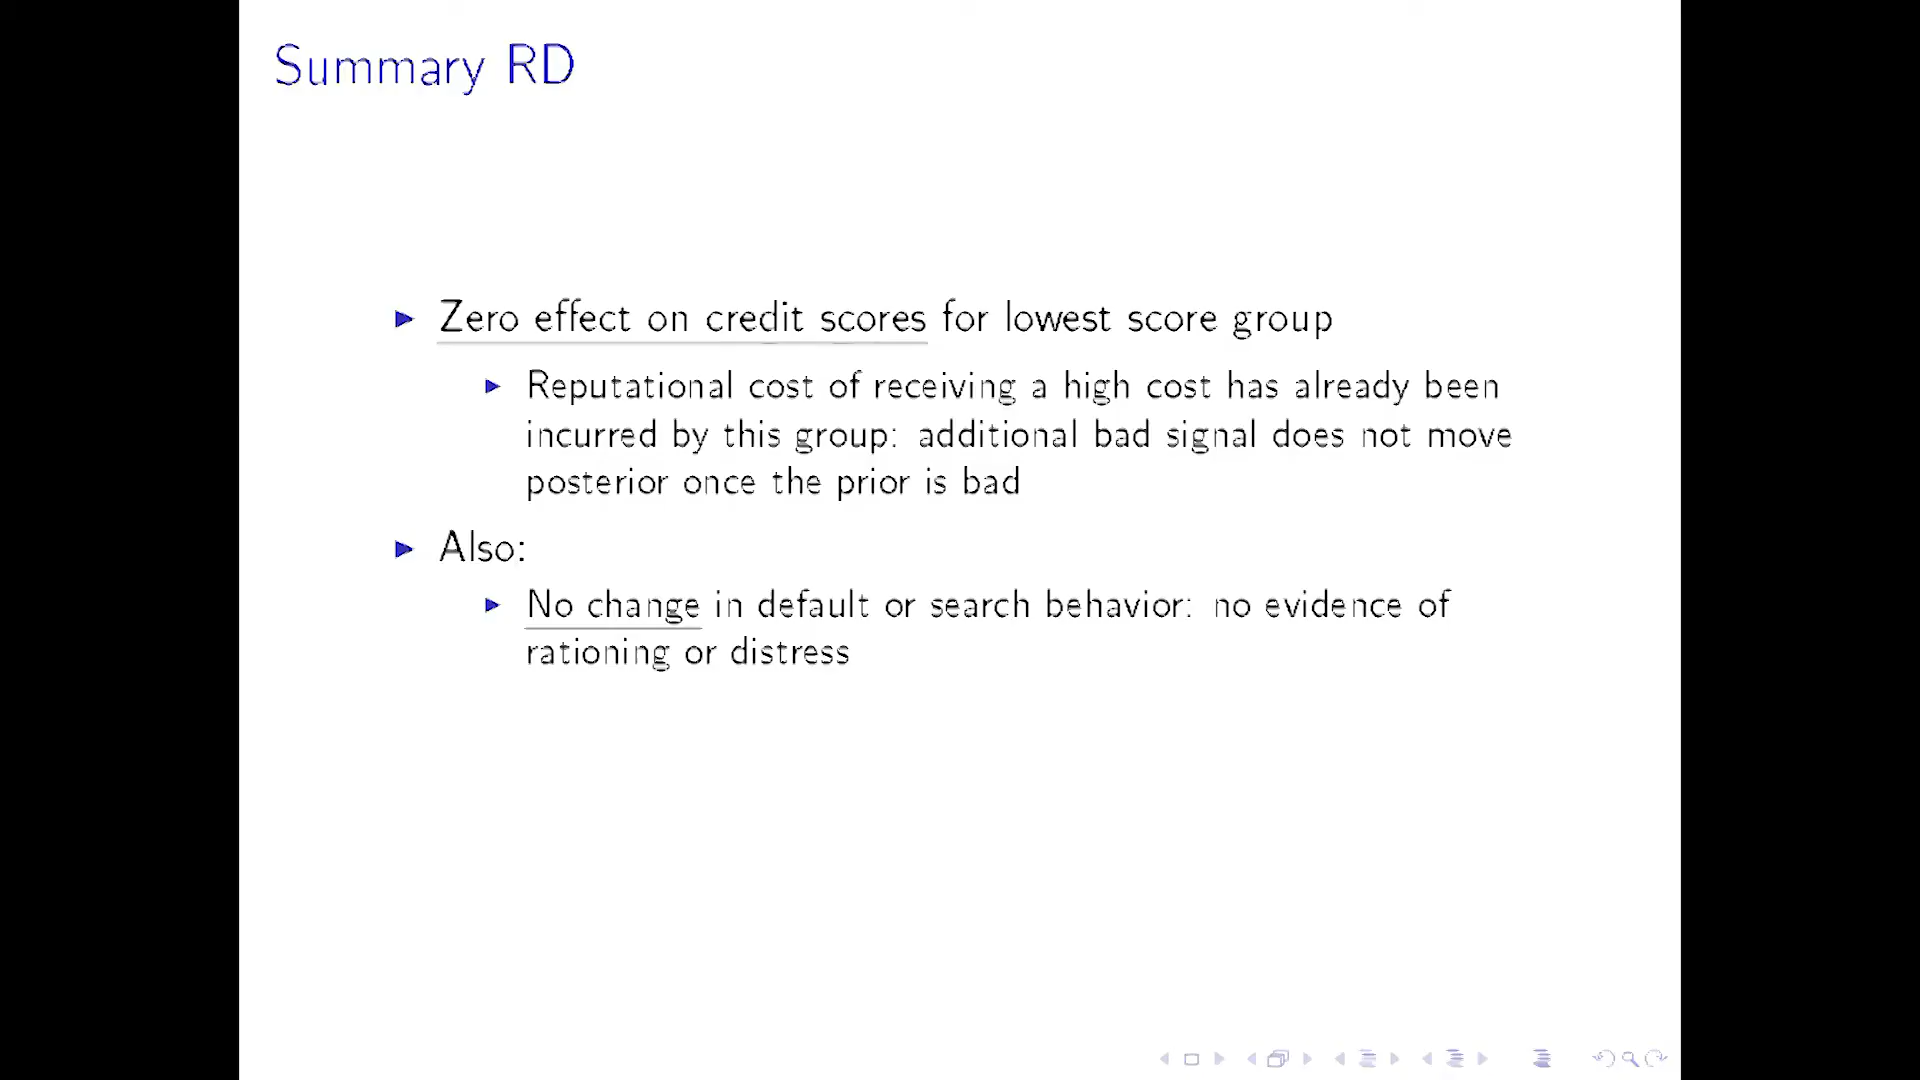 Summary RD
Zero effect on credit scores for lowest score group
Reputational cost of receiving a high cost has already been
incurred by this group: additional bad signal does not move
posterior once the prior is bad
Also:
No change in default or search behavior: no evidence of
rationing or distress